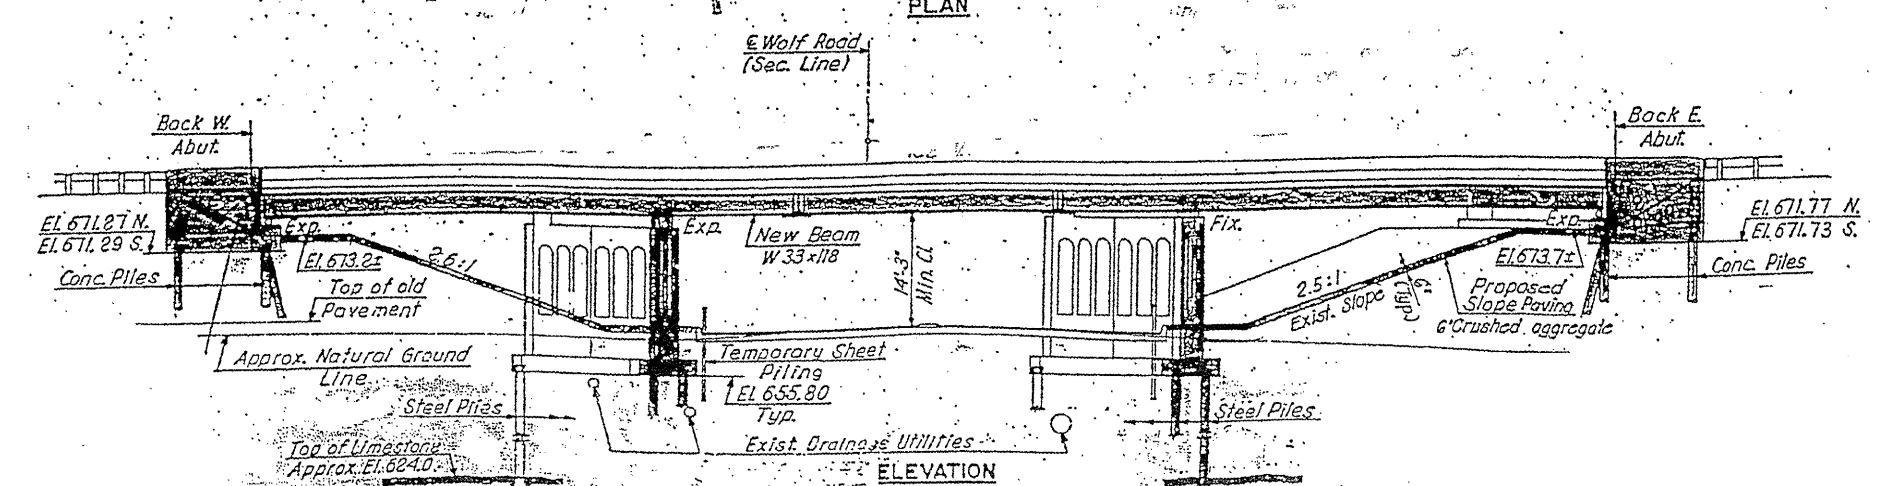 PLAN
℄ Wolf Road
(Sec. Line)
Back W.
Abut.
Back E.
Abut.
El. 671.27 N.
El. 671.29 S.
Exp.
El. 673.2±
Conc. Piles
Top of old
Pavement
2.6:1
Exp.
New Beam
W 33x118
14'-3"
Min. Cl.
Fix.
Exp.
El. 671.77 N.
El. 671.73 S.
El. 673.7±
Conc. Piles
2.5:1
Exist. Slope
6"
(Typ.)
Proposed
Slope Paving
6" Crushed aggregate
Approx. Natural Ground
Line
Temporary Sheet
Piling
El. 655.80
Typ.
Steel Piles
Steel Piles
Exist. Drainage Utilities
Top of Limestone
Approx. El. 624.0
ELEVATION